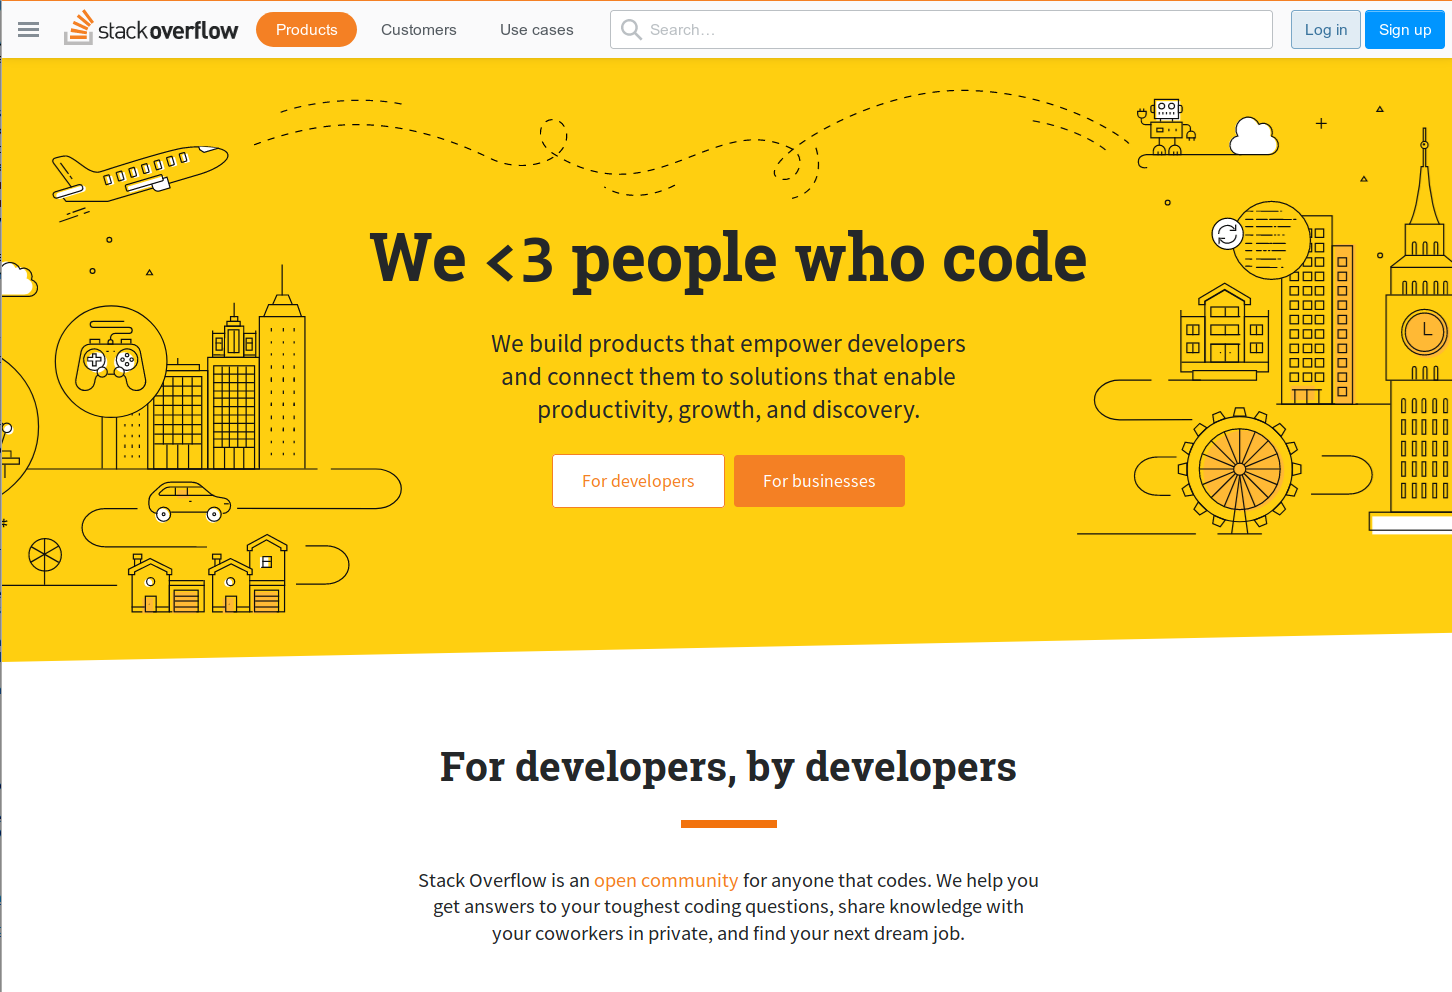 stackoverflow Products Customers Use cases Search... Log in Sign up
We <3 people who code
We build products that empower developers
and connect them to solutions that enable
productivity, growth, and discovery.
For developers For businesses
For developers, by developers
Stack Overflow is an open community for anyone that codes. We help you
get answers to your toughest coding questions, share knowledge with
your coworkers in private, and find your next dream job.